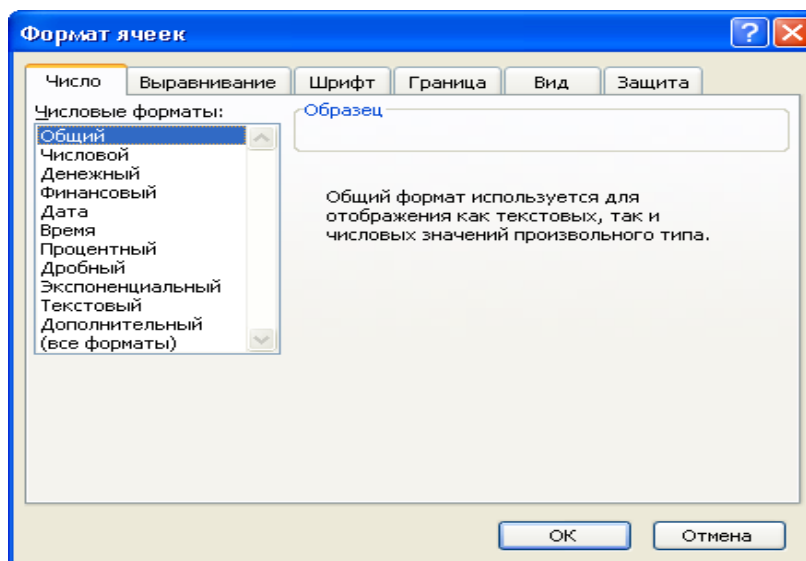 Формат ячеек
Число Выравнивание Шрифт Граница Вид Защита
Числовые форматы:
Общий
Числовой
Денежный
Финансовый
Дата
Время
Процентный
Дробный
Экспоненциальный
Текстовый
Дополнительный
(все форматы)
Образец
Общий формат используется для
отображения как текстовых, так и
числовых значений произвольного типа.
ОК Отмена